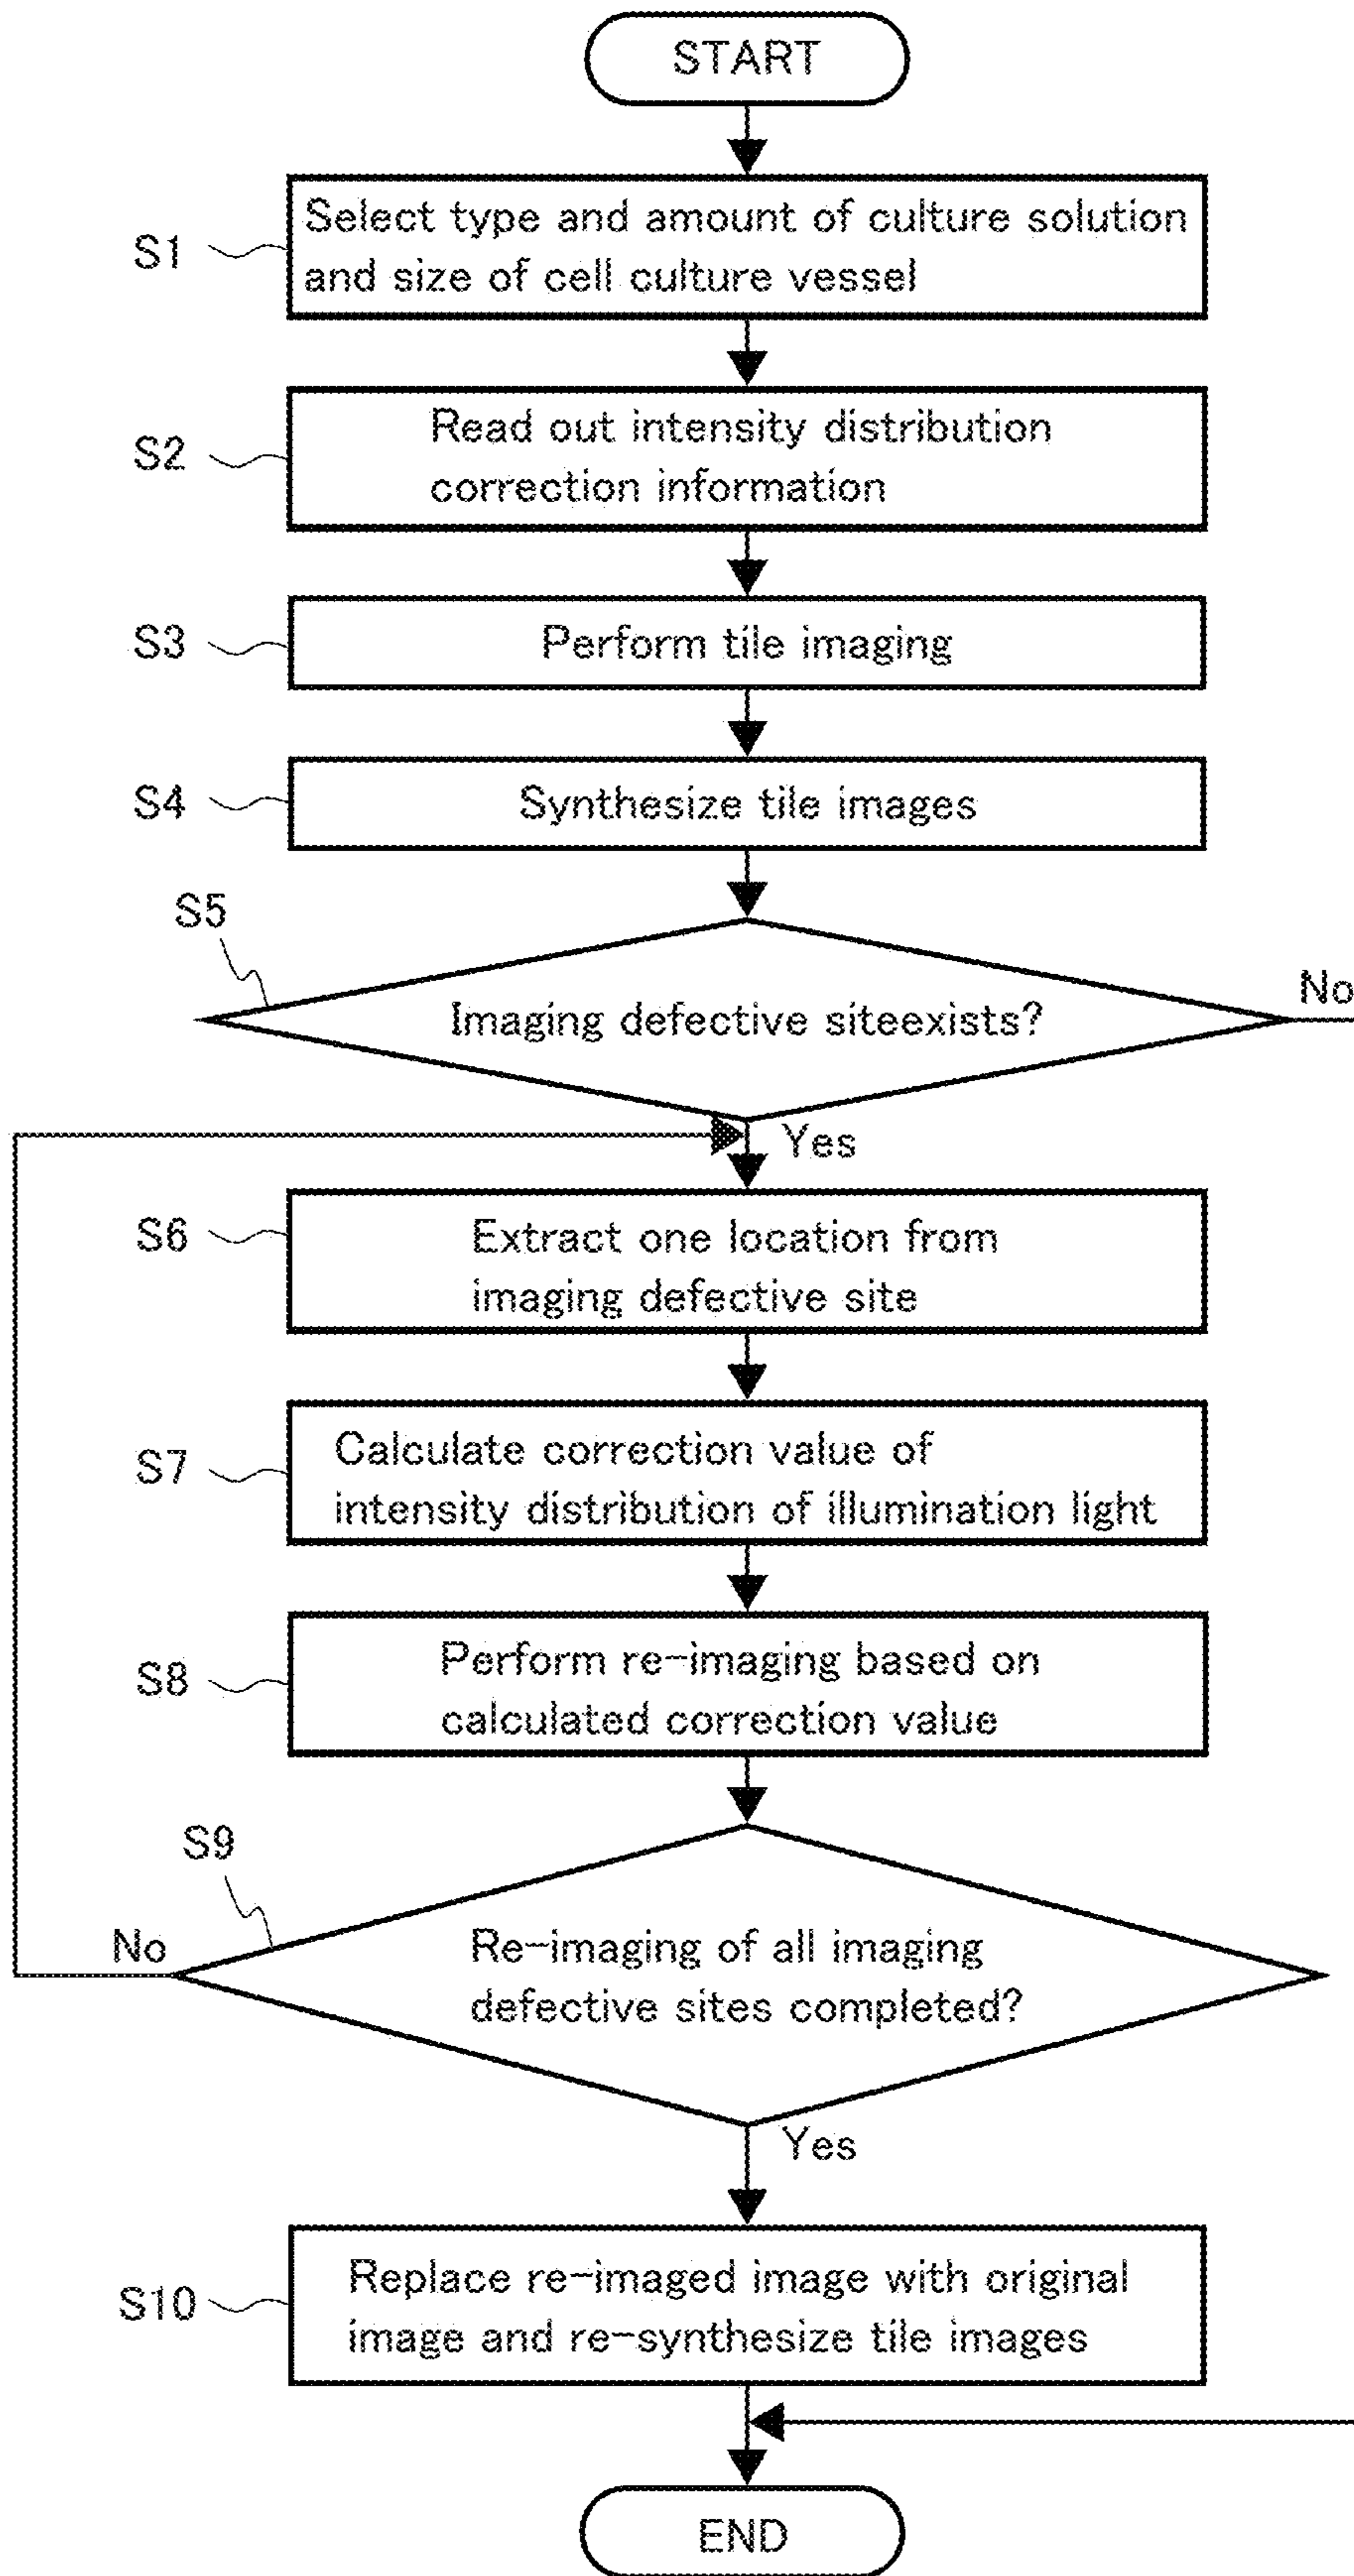 START
S1
Select type and amount of culture solution
and size of cell culture vessel
S2
Read out intensity distribution
correction information
S3
Perform tile imaging
S4
Synthesize tile images
S5
Imaging defective siteexists?
No
Yes
S6
Extract one location from
imaging defective site
S7
Calculate correction value of
intensity distribution of illumination light
S8
Perform re-imaging based on
calculated correction value
S9
No
Re-imaging of all imaging
defective sites completed?
Yes
S10
Replace re-imaged image with original
image and re-synthesize tile images
END